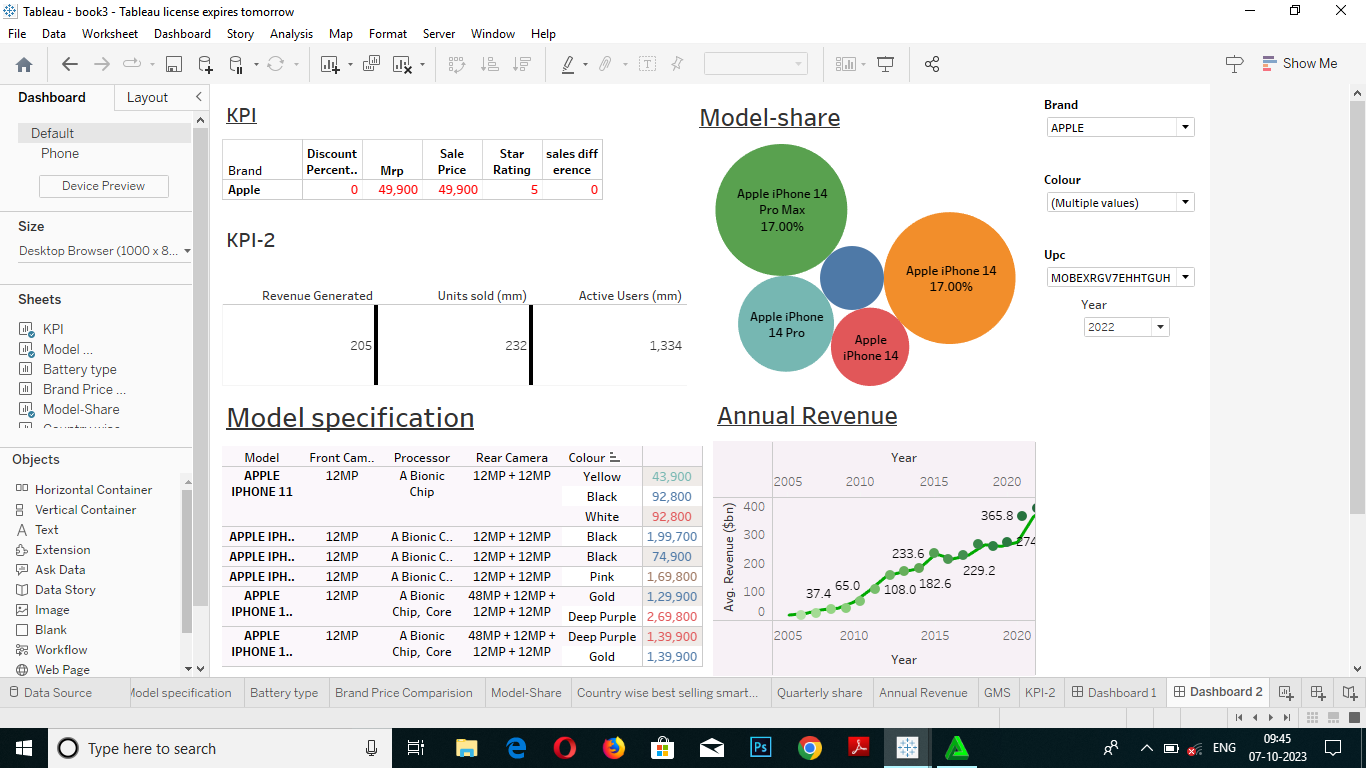 Tableau - book3 - Tableau license expires tomorrow
File Data Worksheet Dashboard Story Analysis Map Format Server Window Help
Show Me
Dashboard Layout
Default
Phone
Device Preview
Size
Desktop Browser (1000 x 8...
Sheets
KPI
Model ...
Battery type
Brand Price ...
Model-Share
Objects
Horizontal Container
Vertical Container
Text
Extension
Ask Data
Data Story
Image
Blank
Workflow
Web Page
KPI
Brand Discount Percent.. Mrp Sale Price Star Rating sales difference
Apple 0 49,900 49,900 5 0
KPI-2
Revenue Generated Units sold (mm) Active Users (mm)
205 232 1,334
Model-share
Apple iPhone 14
Pro Max
17.00%
Apple iPhone 14
17.00%
Apple iPhone
14 Pro
Apple
iPhone 14
Brand
APPLE
Colour
(Multiple values)
Upc
MOBEXRGV7EHHTGUH
Year
2022
Model specification
Model Front Cam.. Processor Rear Camera Colour
APPLE IPHONE 11 12MP A Bionic Chip 12MP + 12MP Yellow 43,900
Black 92,800
White 92,800
APPLE IPH.. 12MP A Bionic C.. 12MP + 12MP Black 1,99,700
APPLE IPH.. 12MP A Bionic C.. 12MP + 12MP Black 74,900
APPLE IPH.. 12MP A Bionic C.. 12MP + 12MP Pink 1,69,800
APPLE IPHONE 1.. 12MP A Bionic Chip, Core 48MP + 12MP + 12MP + 12MP Gold 1,29,900
Deep Purple 2,69,800
APPLE IPHONE 1.. 12MP A Bionic Chip, Core 48MP + 12MP + 12MP + 12MP Deep Purple 1,39,900
Gold 1,39,900
Annual Revenue
Year
2005 2010 2015 2020
Avg. Revenue ($bn)
400
300
200
100
0
365.8
274
233.6
229.2
182.6
108.0
65.0
37.4
2005 2010 2015 2020
Year
Data Source Model specification Battery type Brand Price Comparision Model-Share Country wise best selling smart... Quarterly share Annual Revenue GMS KPI-2 Dashboard 1 Dashboard 2
Type here to search
Ps
ENG
09:45
07-10-2023